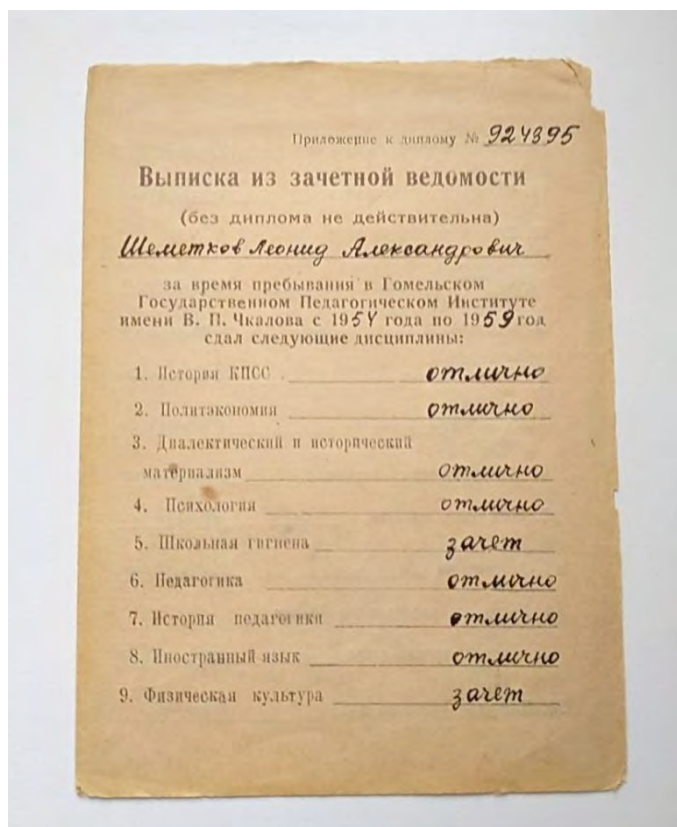 Приложение к диплому № 924895
Выписка из зачетной ведомости
(без диплома не действительна)
Шеметков Леонид Александрович
за время пребывания в Гомельском
Государственном Педагогическом Институте
имени В. П. Чкалова с 1954 года по 1959 год
сдал следующие дисциплины:
1. История КПСС отлично
2. Политэкономия отлично
3. Диалектический и исторический
материализм отлично
4. Психология отлично
5. Школьная гигиена зачет
6. Педагогика отлично
7. История педагогики отлично
8. Иностранный язык отлично
9. Физическая культура зачет